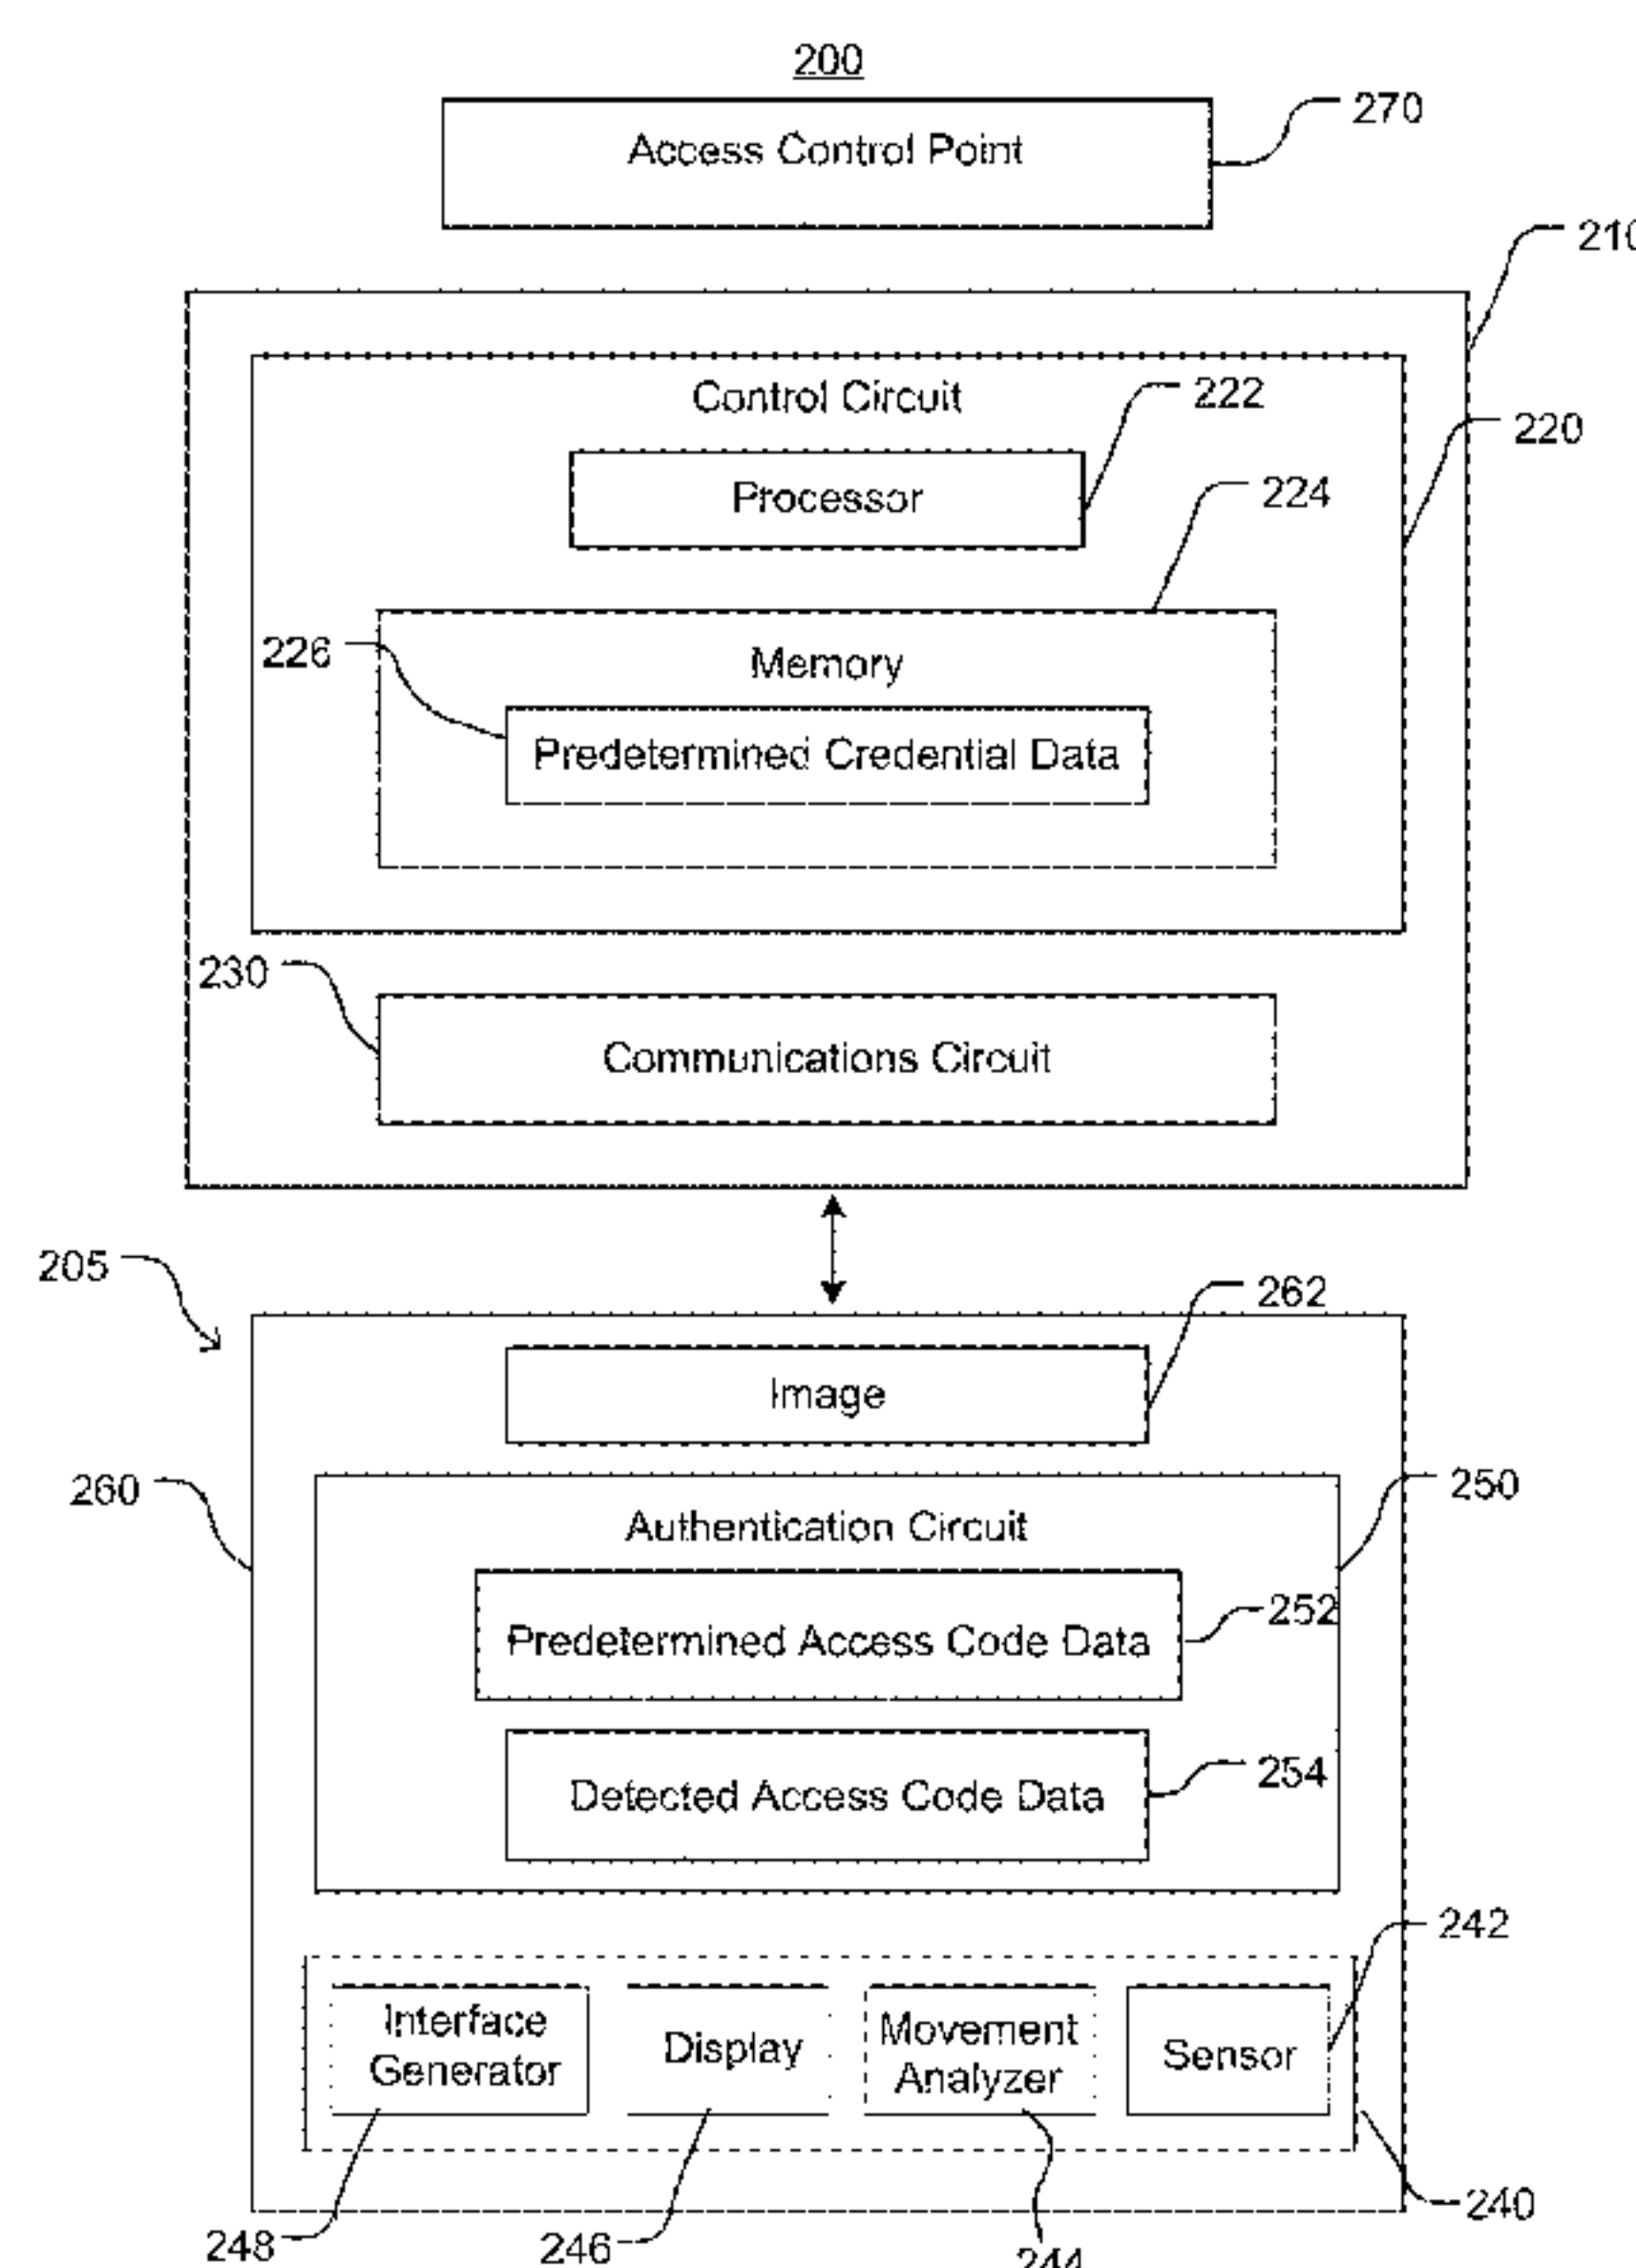 200
Access Control Point
270
210
Control Circuit
222
220
Processor
224
226
Memory
Predetermined Credential Data
230
Communications Circuit
205
262
Image
260
250
Authentication Circuit
252
Predetermined Access Code Data
254
Detected Access Code Data
242
Interface
Generator
Display
Movement
Analyzer
Sensor
240
248
246
244